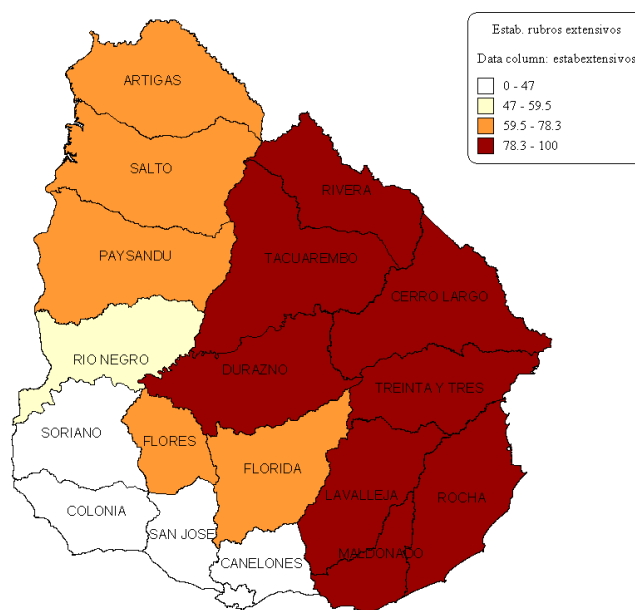 Estab. rubros extensivos
Data column: estabextensivos
0 - 47
47 - 59.5
59.5 - 78.3
78.3 - 100
ARTIGAS
SALTO
RIVERA
PAYSANDU
TACUAREMBO
CERRO LARGO
RIO NEGRO
DURAZNO
TREINTA Y TRES
SORIANO
FLORES
FLORIDA
LAVALLEJA
ROCHA
COLONIA
SAN JOSE
MALDONADO
CANELONES